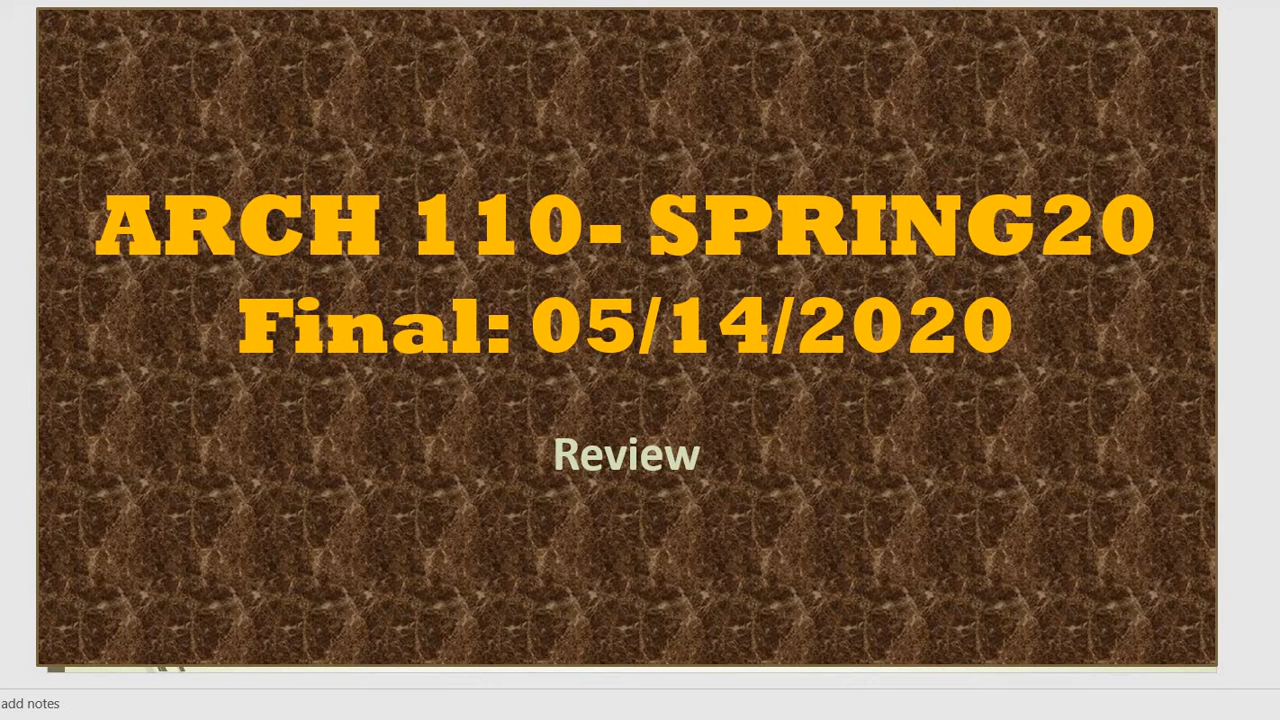 ARCH 110- SPRING20
Final: 05/14/2020
Review
add notes